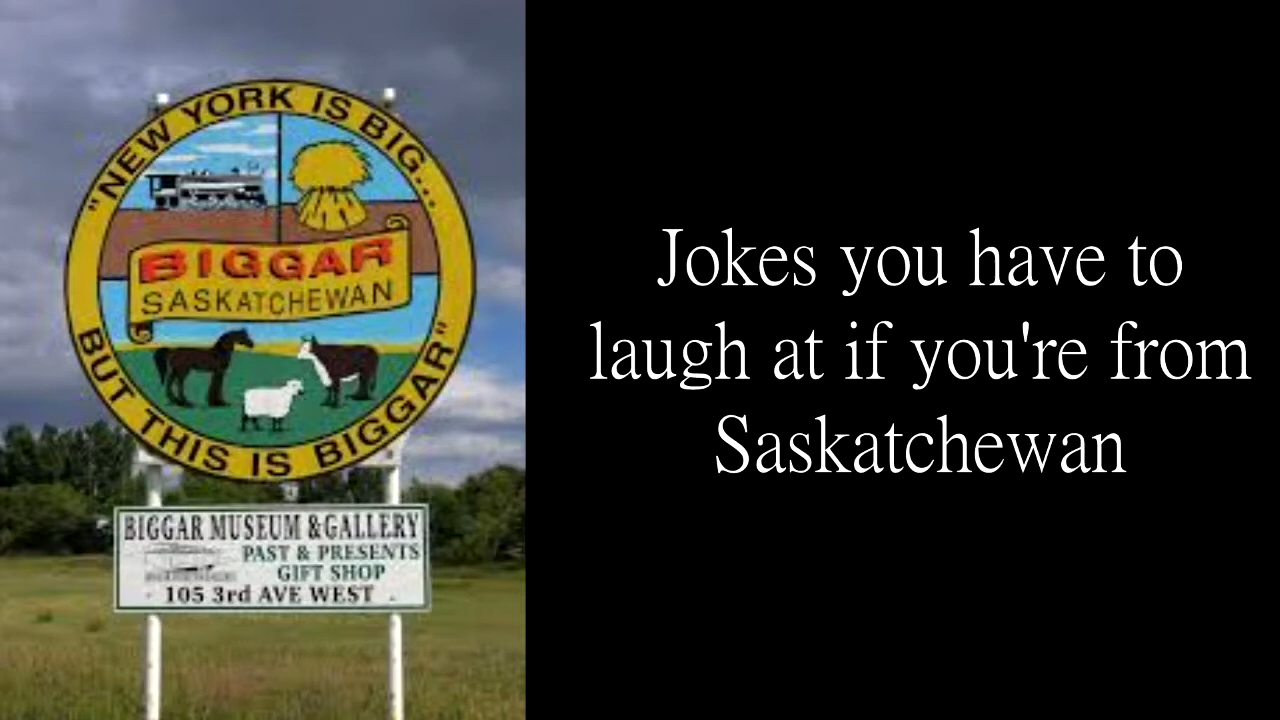 "NEW YORK IS BIG...
BIGGAR
SASKATCHEWAN
BUT THIS IS BIGGAR"
BIGGAR MUSEUM & GALLERY
PAST & PRESENTS
GIFT SHOP
105 3rd AVE WEST
Jokes you have to
laugh at if you're from
Saskatchewan